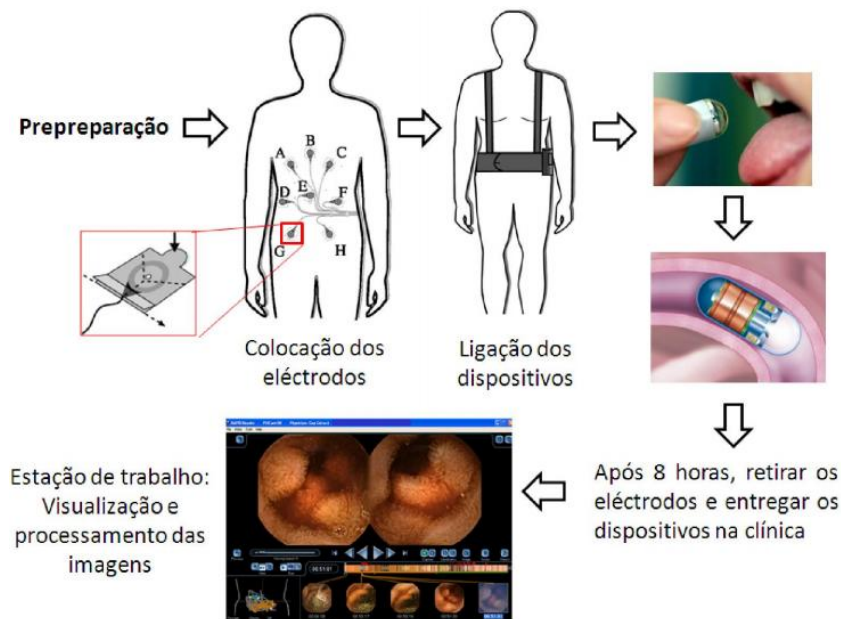 Prepreparação
A
B
C
D
E
F
G
H
Colocação dos
eléctrodos
Ligação dos
dispositivos
Após 8 horas, retirar os
eléctrodos e entregar os
dispositivos na clínica
Estação de trabalho:
Visualização e
processamento das
imagens